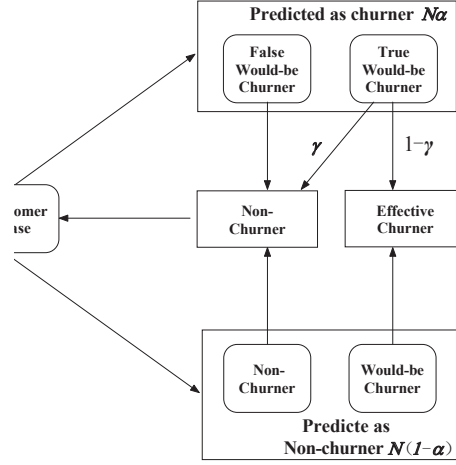 Predicted as churner Nα
False
Would-be
Churner
True
Would-be
Churner
γ
1−γ
omer
ase
Non-
Churner
Effective
Churner
Non-
Churner
Would-be
Churner
Predicte as
Non-churner N(1−α)